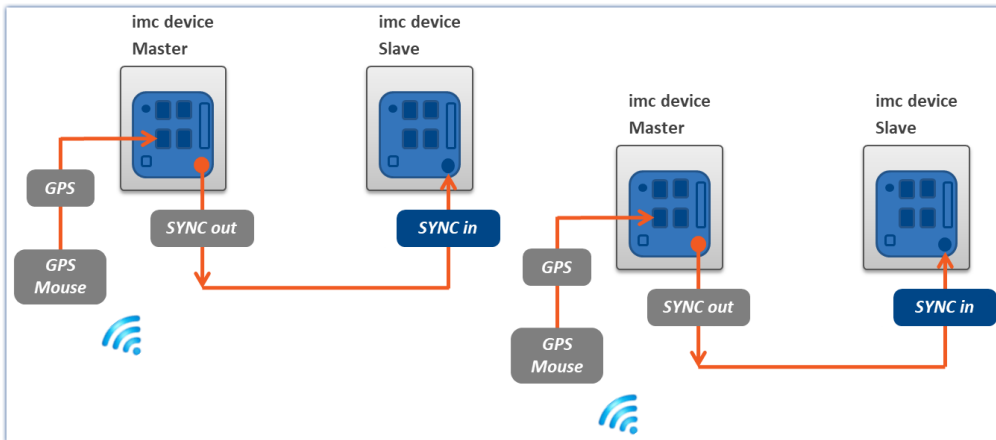 imc device
Master
imc device
Slave
GPS
SYNC out
SYNC in
GPS
Mouse
imc device
Master
imc device
Slave
GPS
SYNC out
SYNC in
GPS
Mouse